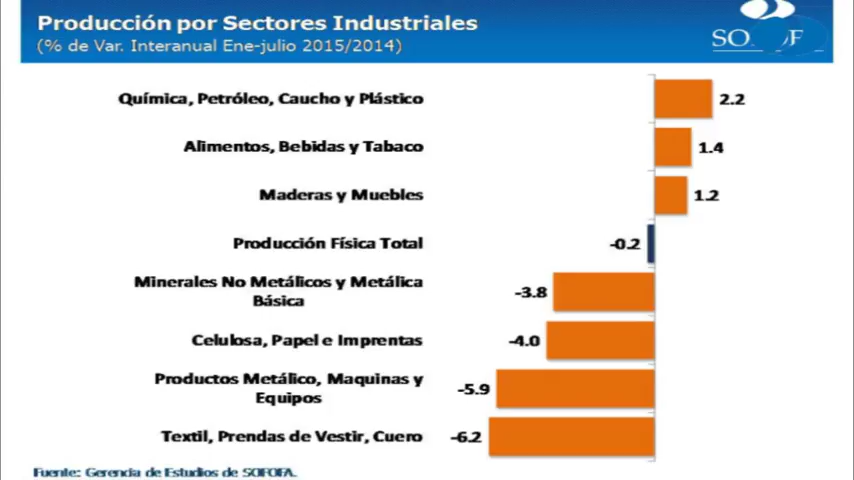 Producción por Sectores Industriales
(% de Var. Interanual Ene-julio 2015/2014)
Química, Petróleo, Caucho y Plástico
2.2
Alimentos, Bebidas y Tabaco
1.4
Maderas y Muebles
1.2
Producción Física Total
-0.2
Minerales No Metálicos y Metálica
Básica
-3.8
Celulosa, Papel e Imprentas
-4.0
Productos Metálico, Maquinas y
Equipos
-5.9
Textil, Prendas de Vestir, Cuero
-6.2
Fuente: Gerencia de Estudios de SOFOFA.